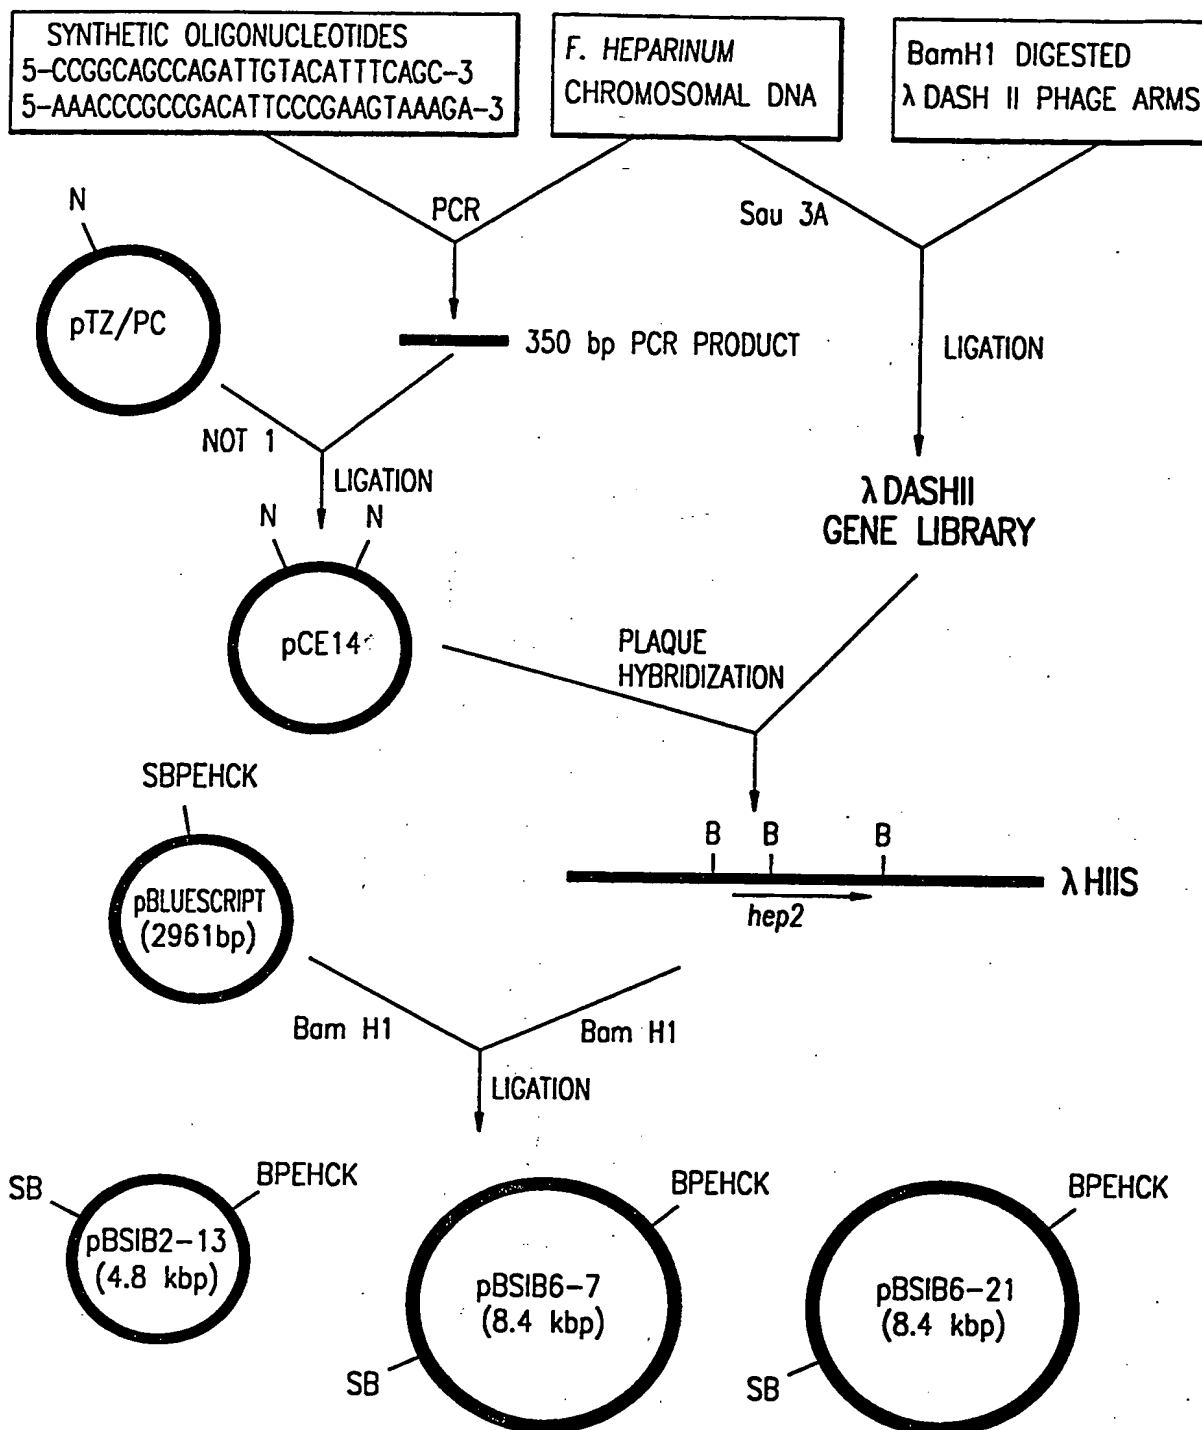 SYNTHETIC OLIGONUCLEOTIDES
5-CCGGCAGCCAGATTGTACATTTCAGC-3
5-AAACCCGCCGACATTCCCGAAGTAAAGA-3
F. HEPARINUM
CHROMOSOMAL DNA
BamH1 DIGESTED
λ DASH II PHAGE ARMS
PCR
Sau 3A
N
pTZ/PC
350 bp PCR PRODUCT
LIGATION
NOT 1
LIGATION
λ DASHII
GENE LIBRARY
N
N
pCE14
PLAQUE
HYBRIDIZATION
SBPEHCK
B
B
B
λ HIIS
hep2
pBLUESCRIPT
(2961bp)
Bam H1
Bam H1
LIGATION
SB
BPEHCK
pBSIB2-13
(4.8 kbp)
BPEHCK
pBSIB6-7
(8.4 kbp)
SB
BPEHCK
pBSIB6-21
(8.4 kbp)
SB